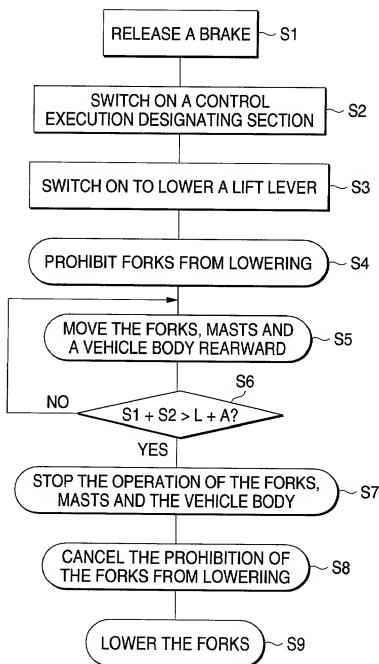 RELEASE A BRAKE
S1
SWITCH ON A CONTROL
EXECUTION DESIGNATING SECTION
S2
SWITCH ON TO LOWER A LIFT LEVER
S3
PROHIBIT FORKS FROM LOWERING
S4
MOVE THE FORKS, MASTS AND
A VEHICLE BODY REARWARD
S5
S6
NO
S1 + S2 > L + A?
YES
STOP THE OPERATION OF THE FORKS,
MASTS AND THE VEHICLE BODY
S7
CANCEL THE PROHIBITION OF
THE FORKS FROM LOWERIING
S8
LOWER THE FORKS
S9